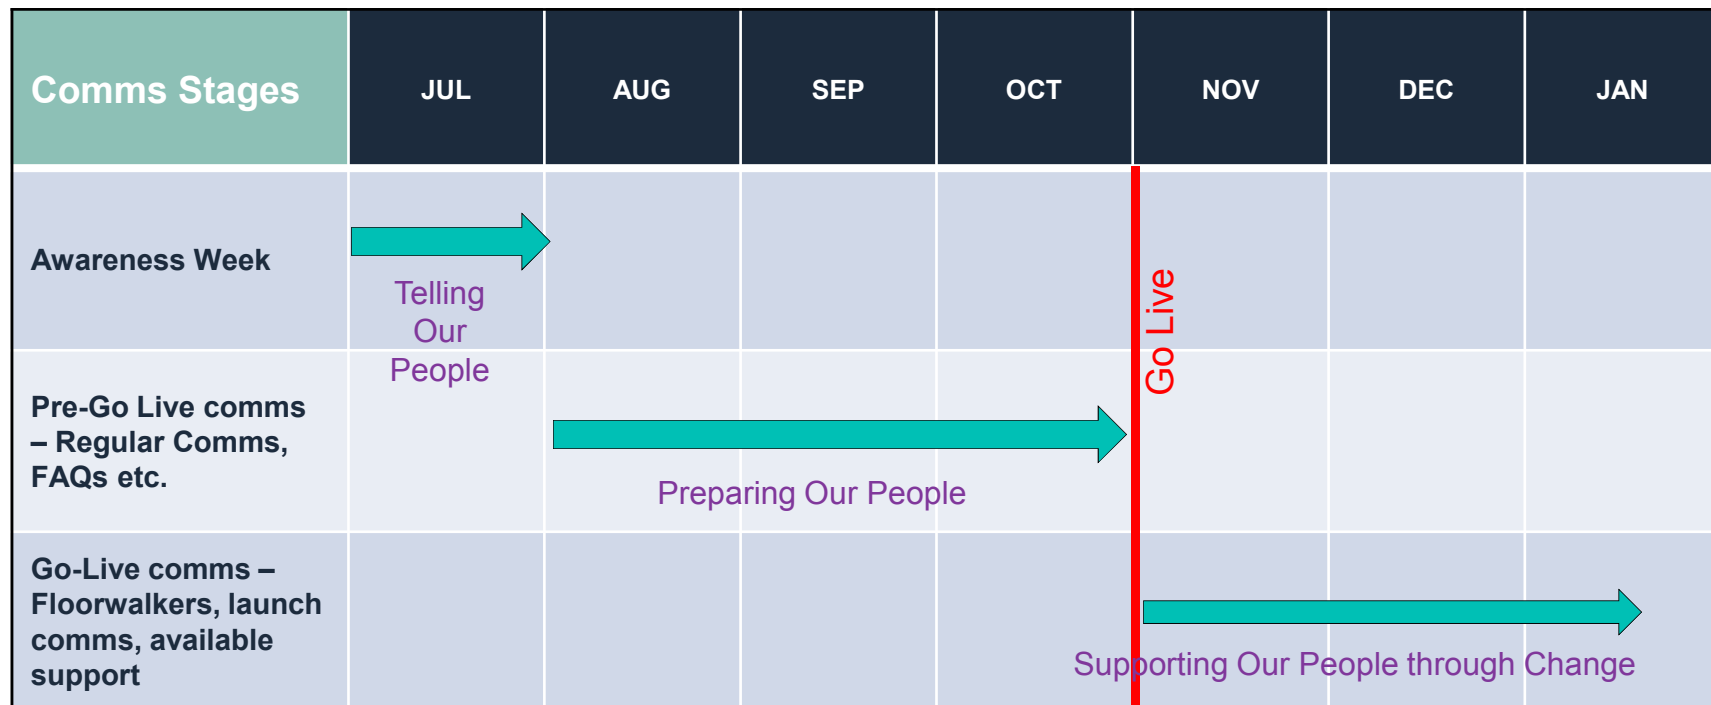 Comms Stages
JUL
AUG
SEP
OCT
NOV
DEC
JAN
Awareness Week
Telling
Our
People
Go Live
Pre-Go Live comms
– Regular Comms,
FAQs etc.
Preparing Our People
Go-Live comms –
Floorwalkers, launch
comms, available
support
Supporting Our People through Change